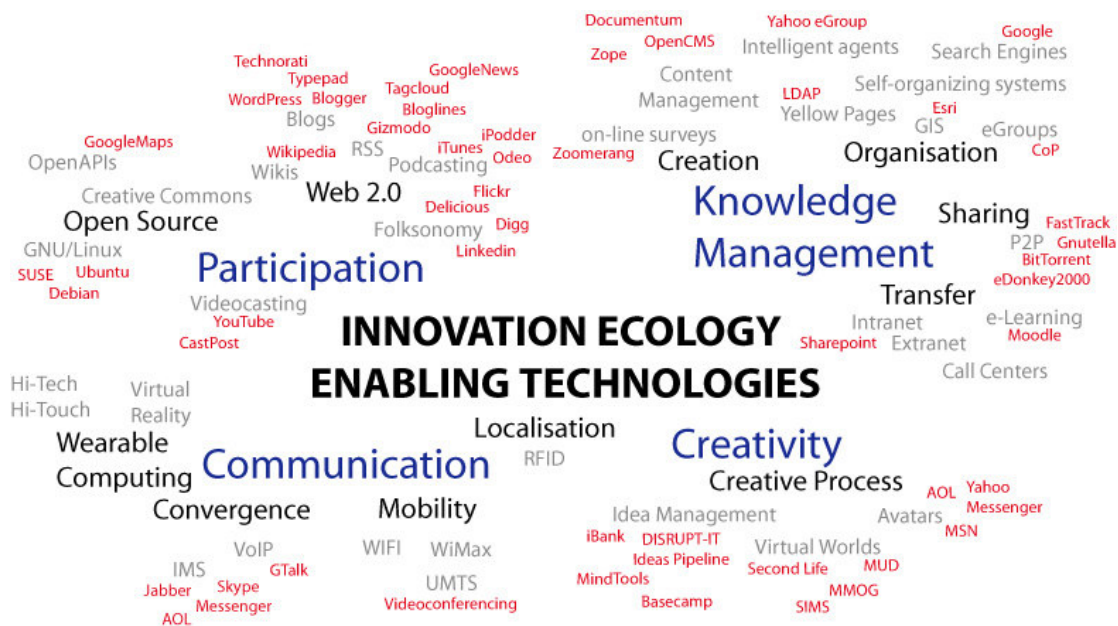 Documentum
Yahoo eGroup
Google
OpenCMS
Intelligent agents
Search Engines
Zope
Technorati
GoogleNews
Content
Management
Self-organizing systems
Typepad
Tagcloud
LDAP
WordPress
Blogger
Bloglines
Yellow Pages
Esri
Blogs
GIS
eGroups
Gizmodo
iPodder
on-line surveys
GoogleMaps
RSS
iTunes
Zoomerang
Creation
Organisation
CoP
OpenAPIs
Wikipedia
Wikis
Podcasting
Odeo
Creative Commons
Web 2.0
Flickr
Delicious
Knowledge
Management
Sharing
Open Source
Folksonomy
Digg
FastTrack
GNU/Linux
Linkedin
P2P
Gnutella
SUSE
Ubuntu
Participation
BitTorrent
Debian
eDonkey2000
Videocasting
Transfer
YouTube
Intranet
e-Learning
CastPost
Sharepoint
Extranet
Moodle
Call Centers
INNOVATION ECOLOGY
ENABLING TECHNOLOGIES
Hi-Tech
Hi-Touch
Virtual
Reality
Localisation
Wearable
Computing
Communication
RFID
Creativity
Creative Process
Convergence
Mobility
AOL
Yahoo
Messenger
Idea Management
Avatars
MSN
iBank
DISRUPT-IT
VoIP
WIFI
WiMax
Ideas Pipeline
Virtual Worlds
IMS
GTalk
MindTools
Second Life
MUD
Jabber
Skype
UMTS
MMOG
Messenger
Videoconferencing
Basecamp
SIMS
AOL